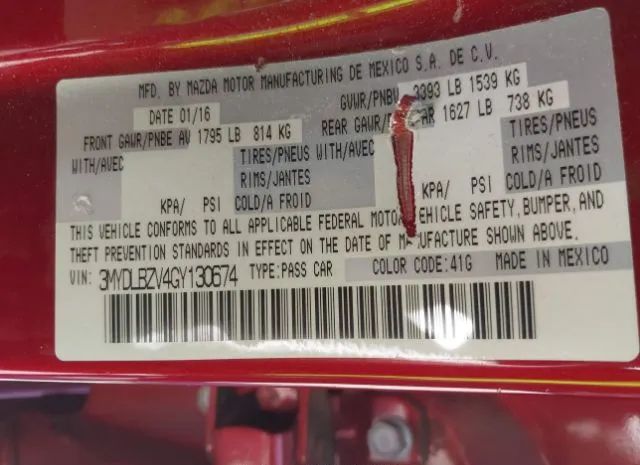 MFD. BY MAZDA MOTOR MANUFACTURING DE MEXICO S.A. DE C.V.
DATE 01/16 GVWR/PNBV 3393 LB 1539 KG
FRONT GAWR/PNBE AV 1795 LB 814 KG REAR GAWR/ AR 1627 LB 738 KG
WITH/AVEC TIRES/PNEUS WITH/AVEC TIRES/PNEUS
RIMS/JANTES RIMS/JANTES
KPA/ PSI COLD/A FROID KPA/ PSI COLD/A FROID
THIS VEHICLE CONFORMS TO ALL APPLICABLE FEDERAL MOTOR VEHICLE SAFETY, BUMPER, AND
THEFT PREVENTION STANDARDS IN EFFECT ON THE DATE OF MANUFACTURE SHOWN ABOVE.
VIN: 3MYDLBZV4GY130674 TYPE:PASS CAR COLOR CODE:41G MADE IN MEXICO